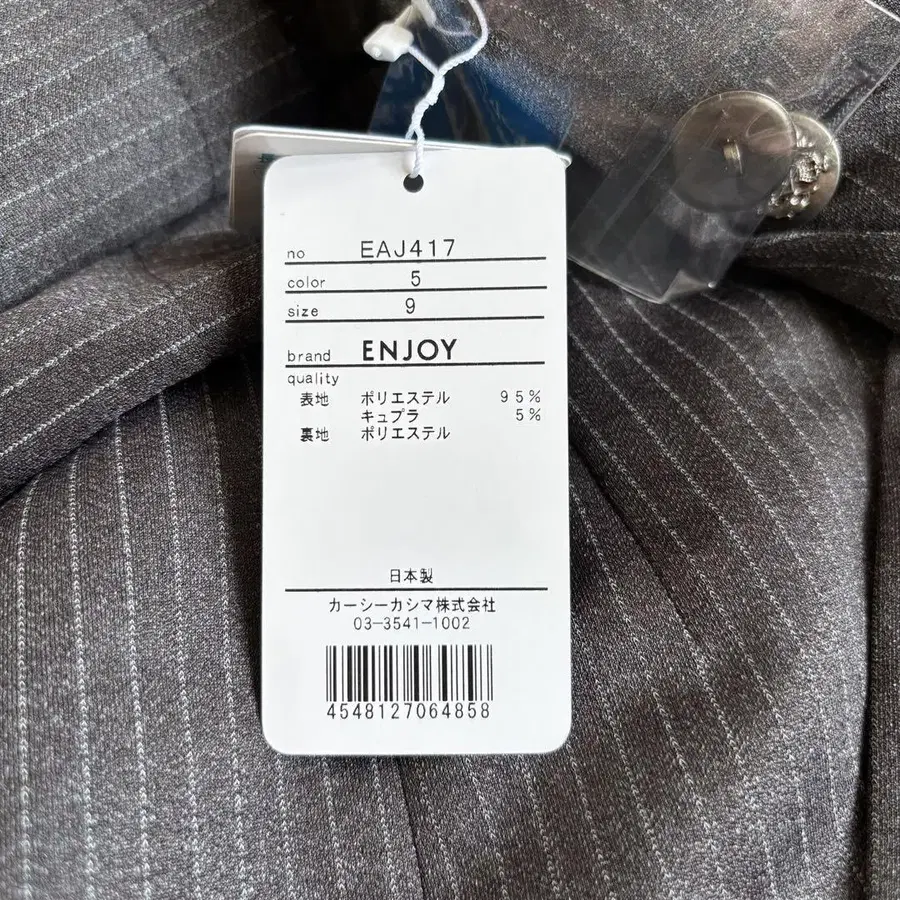 no EAJ417
color 5
size 9
brand ENJOY
quality
表地 ポリエステル 95%
キュプラ 5%
裏地 ポリエステル
日本製
カーシーカシマ株式会社
03-3541-1002
4548127064858